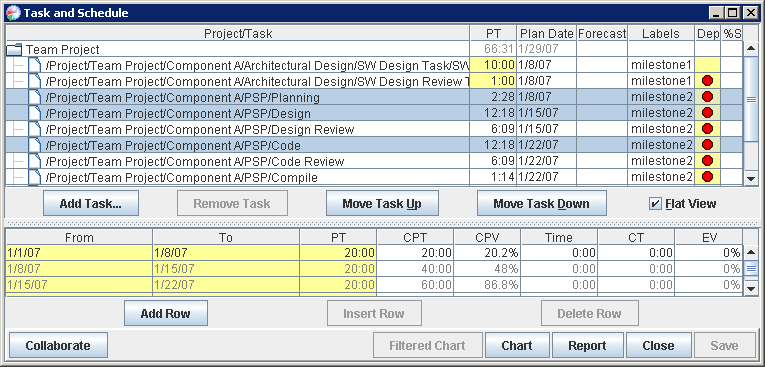 Task and Schedule
Project/Task PT Plan Date Forecast Labels Dep %S
Team Project 66:31 1/29/07
/Project/Team Project/Component A/Architectural Design/SW Design Task/SW 10:00 1/8/07 milestone1
/Project/Team Project/Component A/Architectural Design/SW Design Review T 1:00 1/8/07 milestone1
/Project/Team Project/Component A/PSP/Planning 2:28 1/8/07 milestone2
/Project/Team Project/Component A/PSP/Design 12:18 1/15/07 milestone2
/Project/Team Project/Component A/PSP/Design Review 6:09 1/15/07 milestone2
/Project/Team Project/Component A/PSP/Code 12:18 1/22/07 milestone2
/Project/Team Project/Component A/PSP/Code Review 6:09 1/22/07 milestone2
/Project/Team Project/Component A/PSP/Compile 1:14 1/22/07 milestone2
Add Task... Remove Task Move Task Up Move Task Down Flat View
From To PT CPT CPV Time CT EV
1/1/07 1/8/07 20:00 20:00 20.2% 0:00 0:00 0%
1/8/07 1/15/07 20:00 40:00 48% 0:00 0:00 0%
1/15/07 1/22/07 20:00 60:00 86.8% 0:00 0:00 0%
Add Row Insert Row Delete Row
Collaborate Filtered Chart Chart Report Close Save